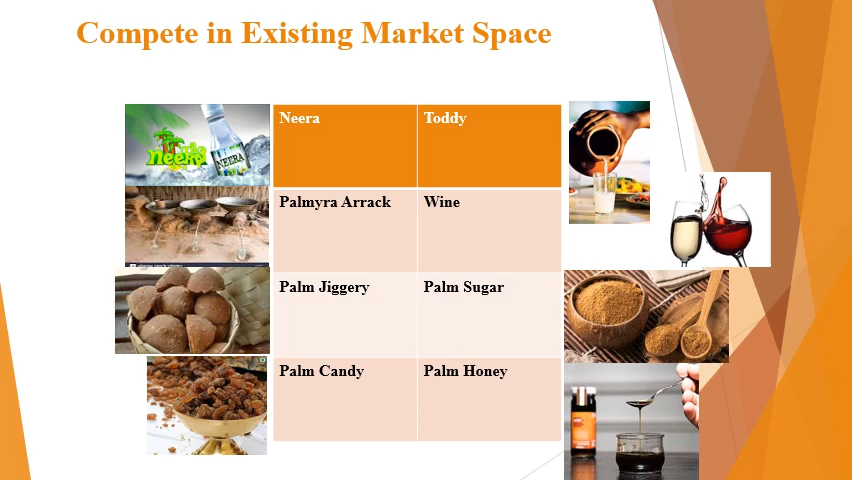 Compete in Existing Market Space
Neera
NEERA
Neera Toddy
Palmyra Arrack Wine
Palm Jiggery Palm Sugar
Palm Candy Palm Honey